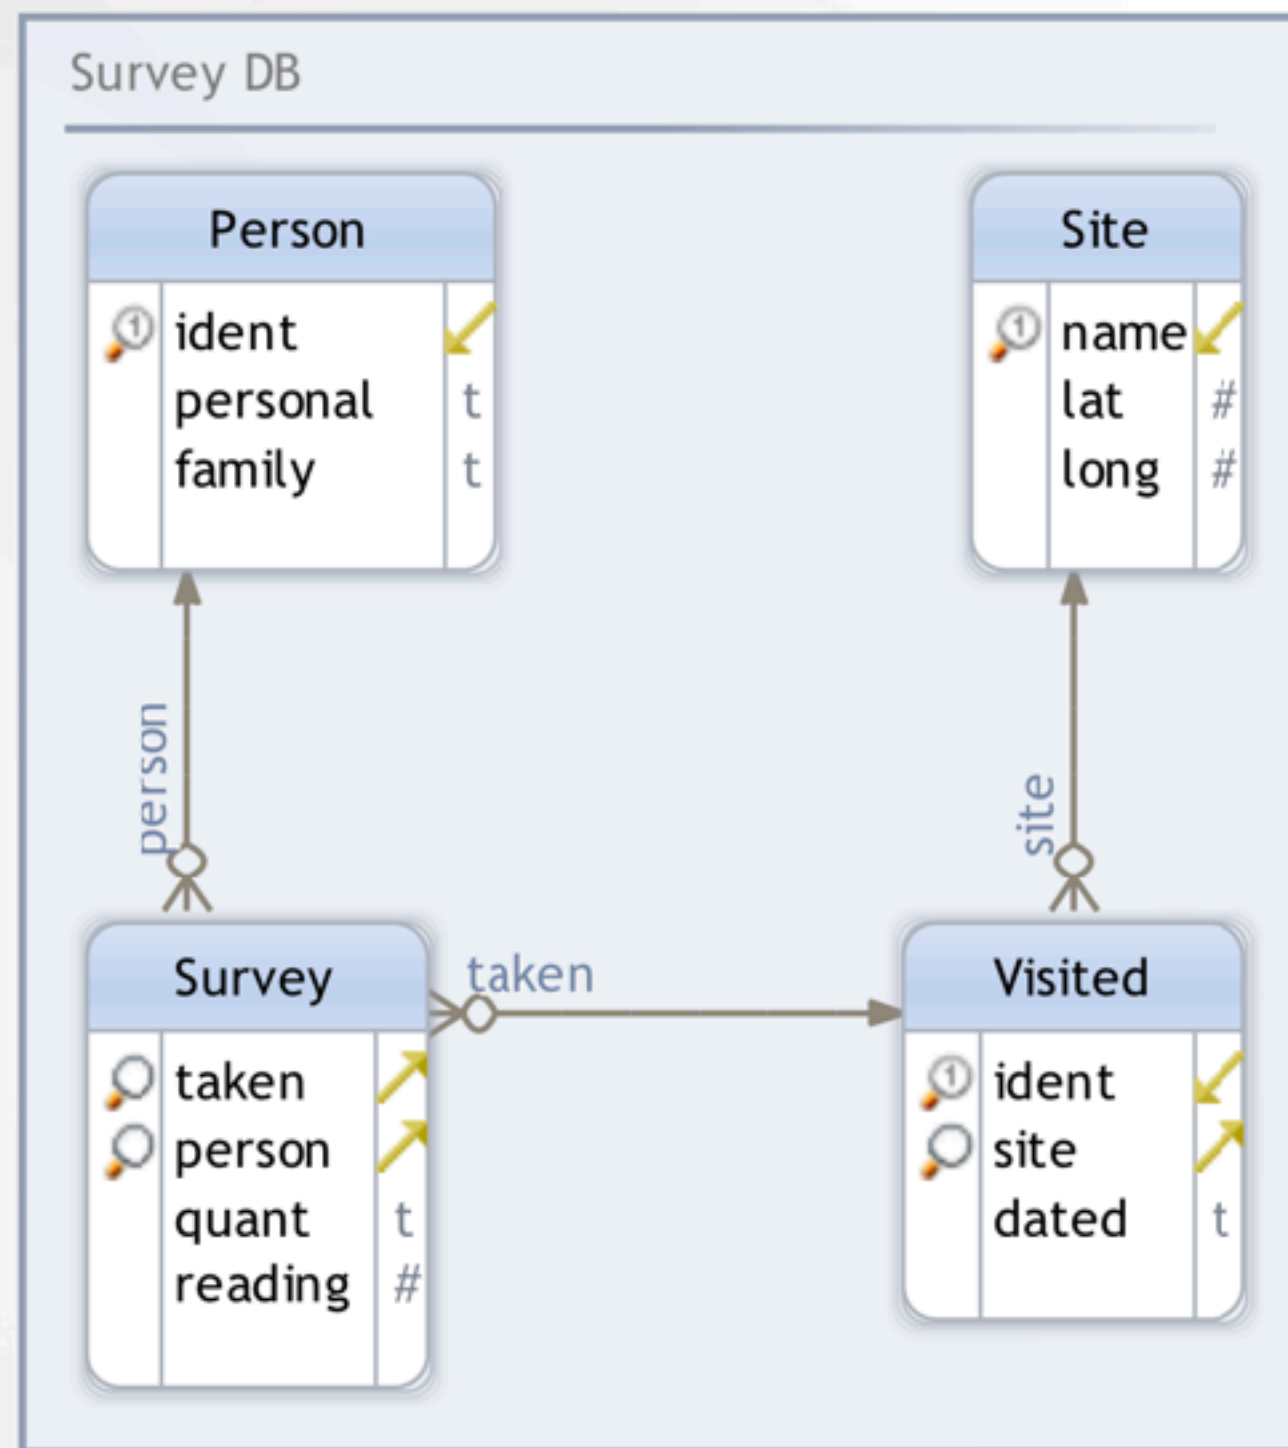 Survey DB
Person
ident
personal t
family t
Site
name
lat #
long #
person
site
Survey
taken
person
quant t
reading #
taken
Visited
ident
site
dated t